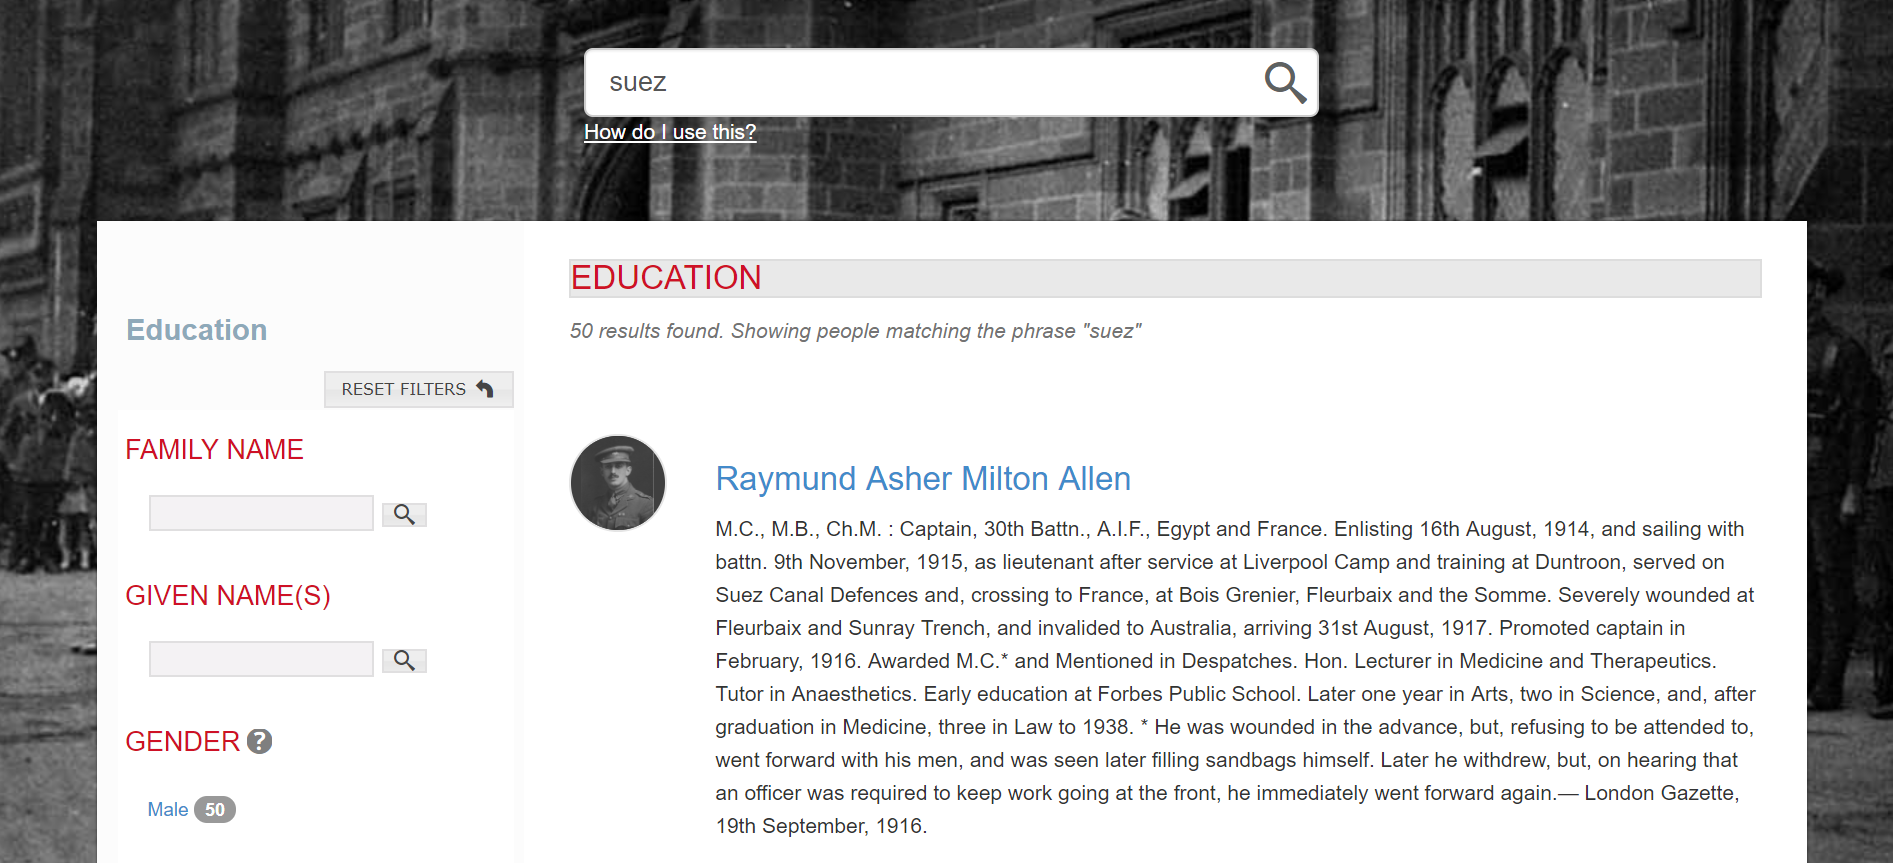 suez
How do I use this?
Education
RESET FILTERS
FAMILY NAME
GIVEN NAME(S)
GENDER ?
Male 50
EDUCATION
50 results found. Showing people matching the phrase "suez"
Raymund Asher Milton Allen
M.C., M.B., Ch.M. : Captain, 30th Battn., A.I.F., Egypt and France. Enlisting 16th August, 1914, and sailing with
battn. 9th November, 1915, as lieutenant after service at Liverpool Camp and training at Duntroon, served on
Suez Canal Defences and, crossing to France, at Bois Grenier, Fleurbaix and the Somme. Severely wounded at
Fleurbaix and Sunray Trench, and invalided to Australia, arriving 31st August, 1917. Promoted captain in
February, 1916. Awarded M.C.* and Mentioned in Despatches. Hon. Lecturer in Medicine and Therapeutics.
Tutor in Anaesthetics. Early education at Forbes Public School. Later one year in Arts, two in Science, and, after
graduation in Medicine, three in Law to 1938. * He was wounded in the advance, but, refusing to be attended to,
went forward with his men, and was seen later filling sandbags himself. Later he withdrew, but, on hearing that
an officer was required to keep work going at the front, he immediately went forward again.— London Gazette,
19th September, 1916.